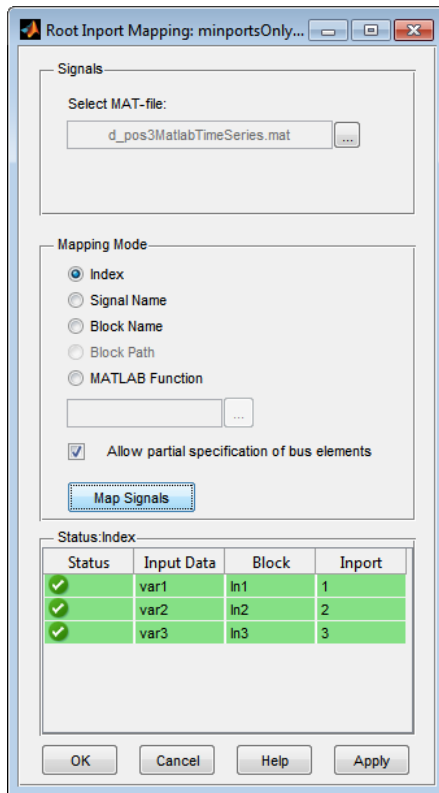 Root Inport Mapping: minportsOnly...
Signals
Select MAT-file:
d_pos3MatlabTimeSeries.mat
...
Mapping Mode
Index
Signal Name
Block Name
Block Path
MATLAB Function
...
Allow partial specification of bus elements
Map Signals
Status:Index
Status Input Data Block Inport
var1 In1 1
var2 In2 2
var3 In3 3
OK Cancel Help Apply